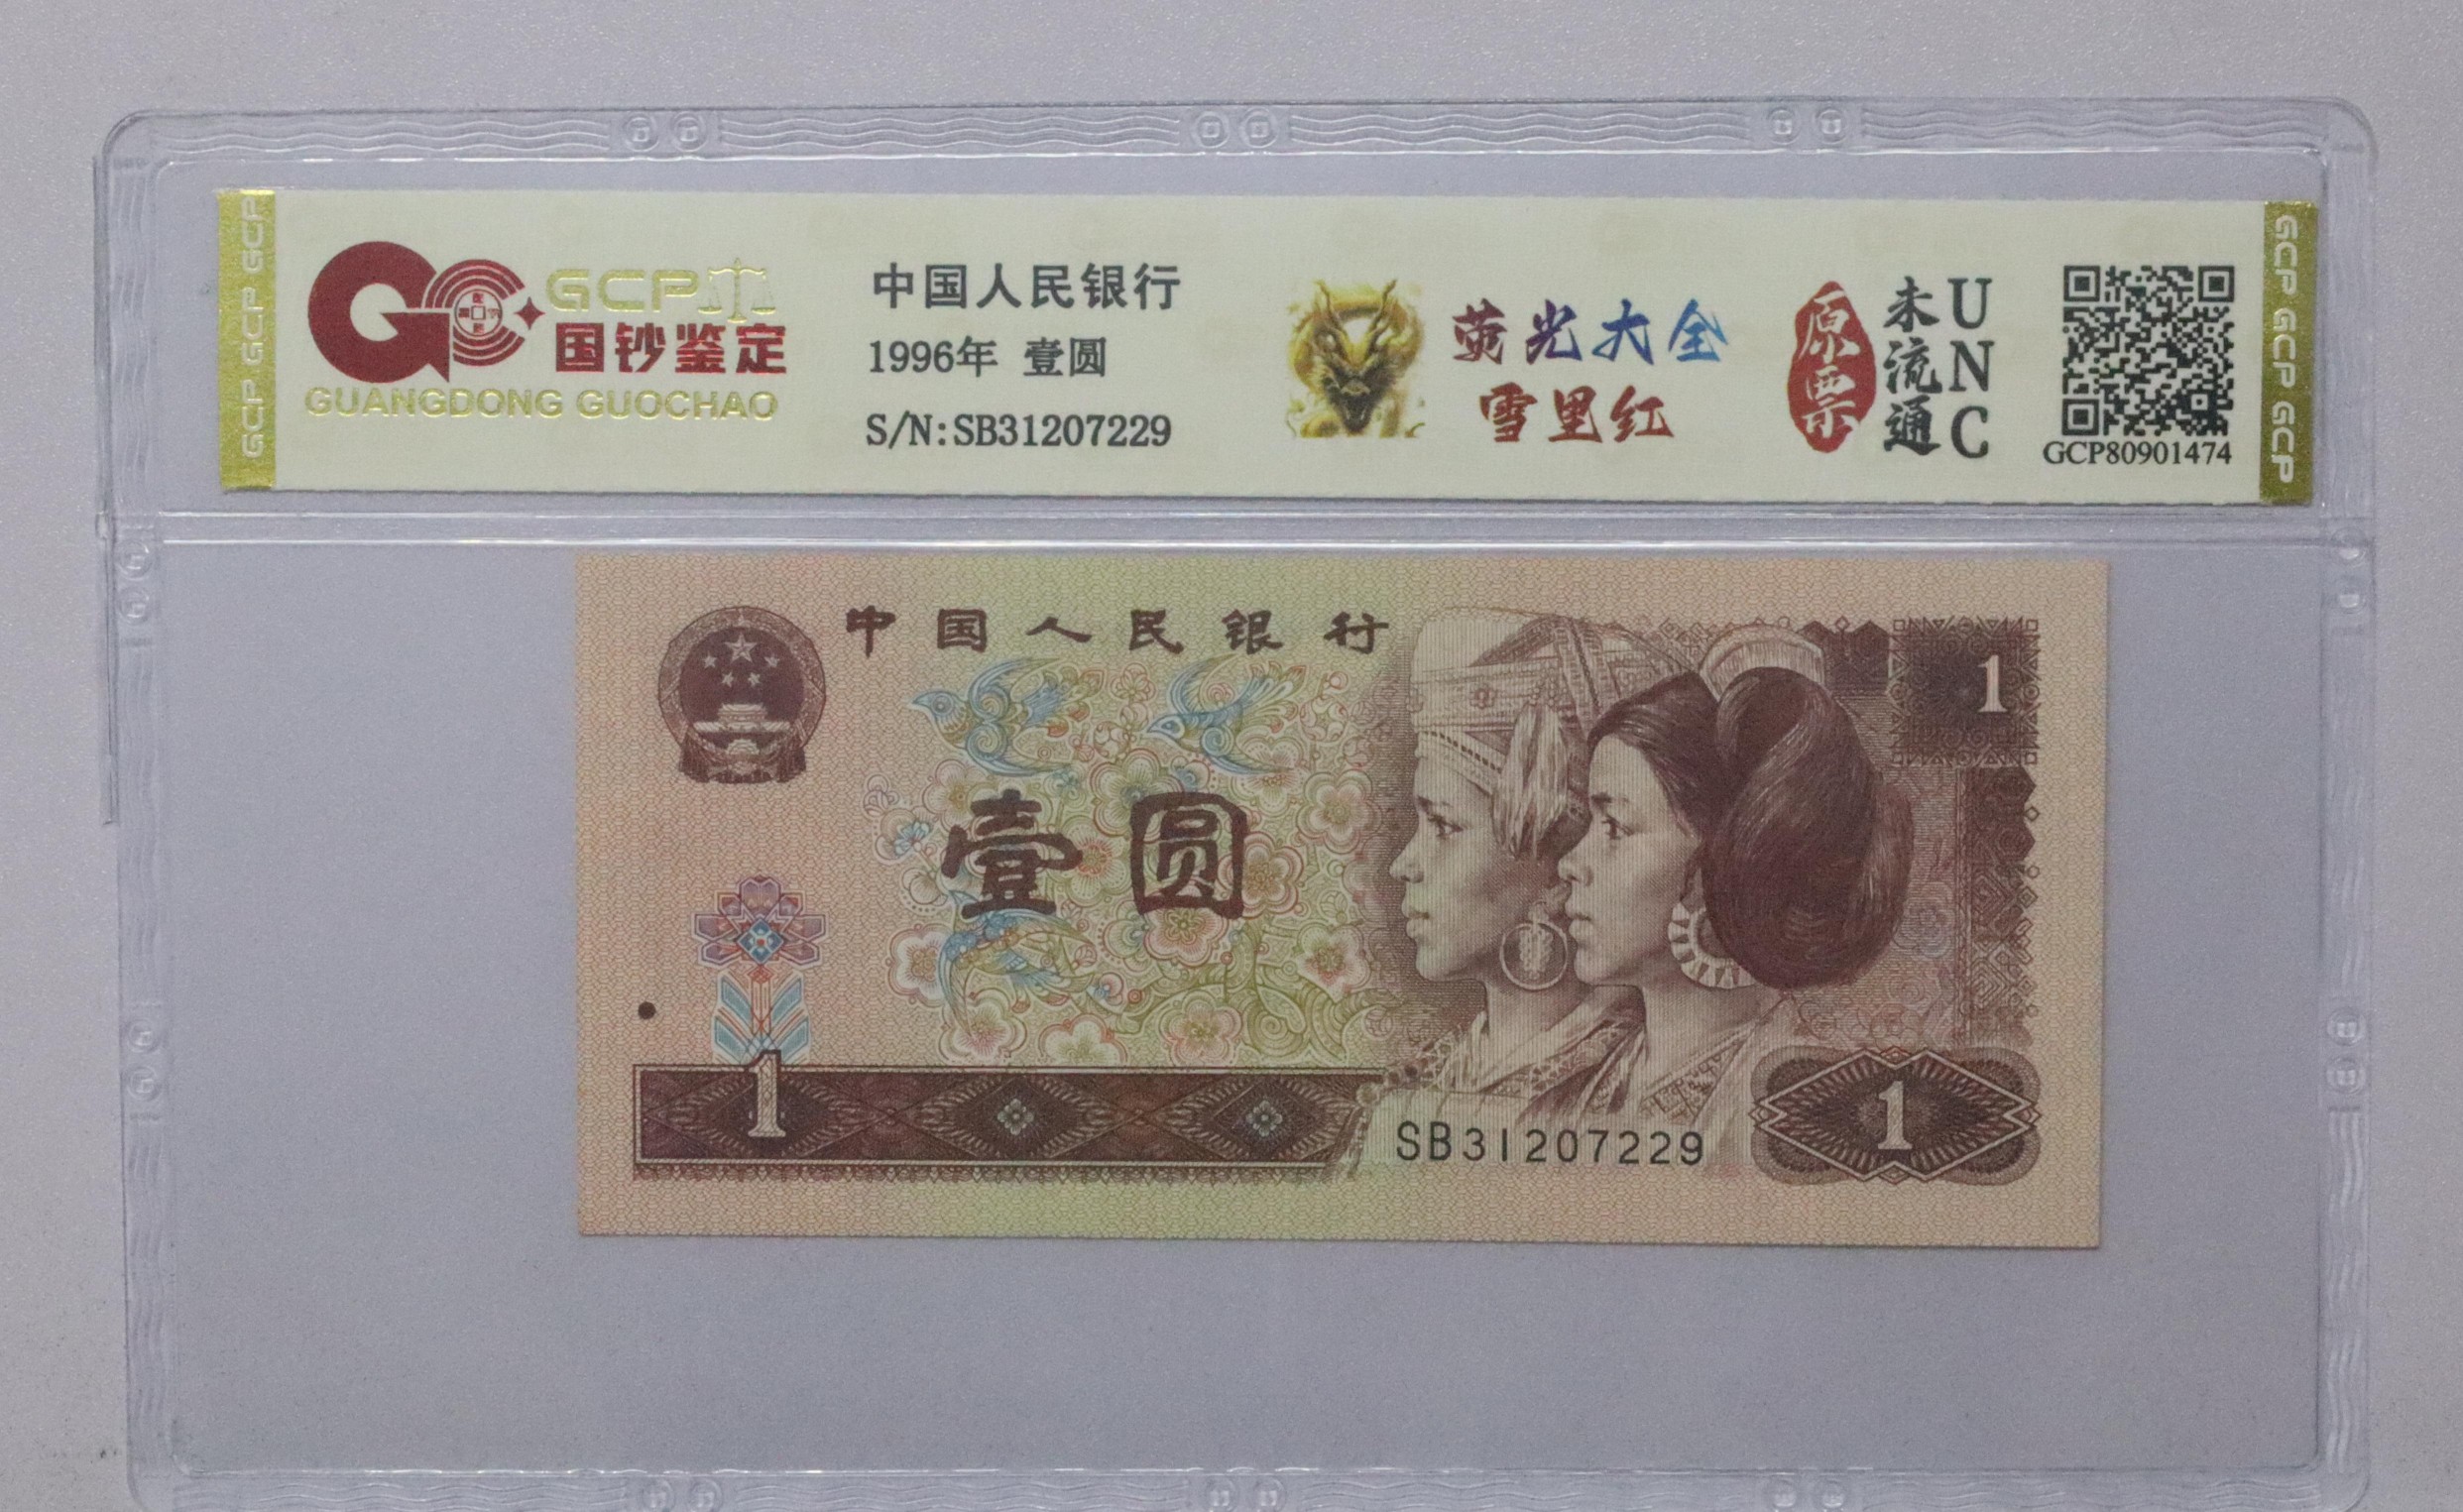 GCP
国钞鉴定
GUANGDONG GUOCHAO
中国人民银行
1996年 壹圆
S/N:SB31207229
荧光大全
雪里红
原票
未流通
UNC
GCP80901474
GCP GCP GCP
GCP GCP GCP
中国人民银行
1
壹圆
1
SB31207229
1